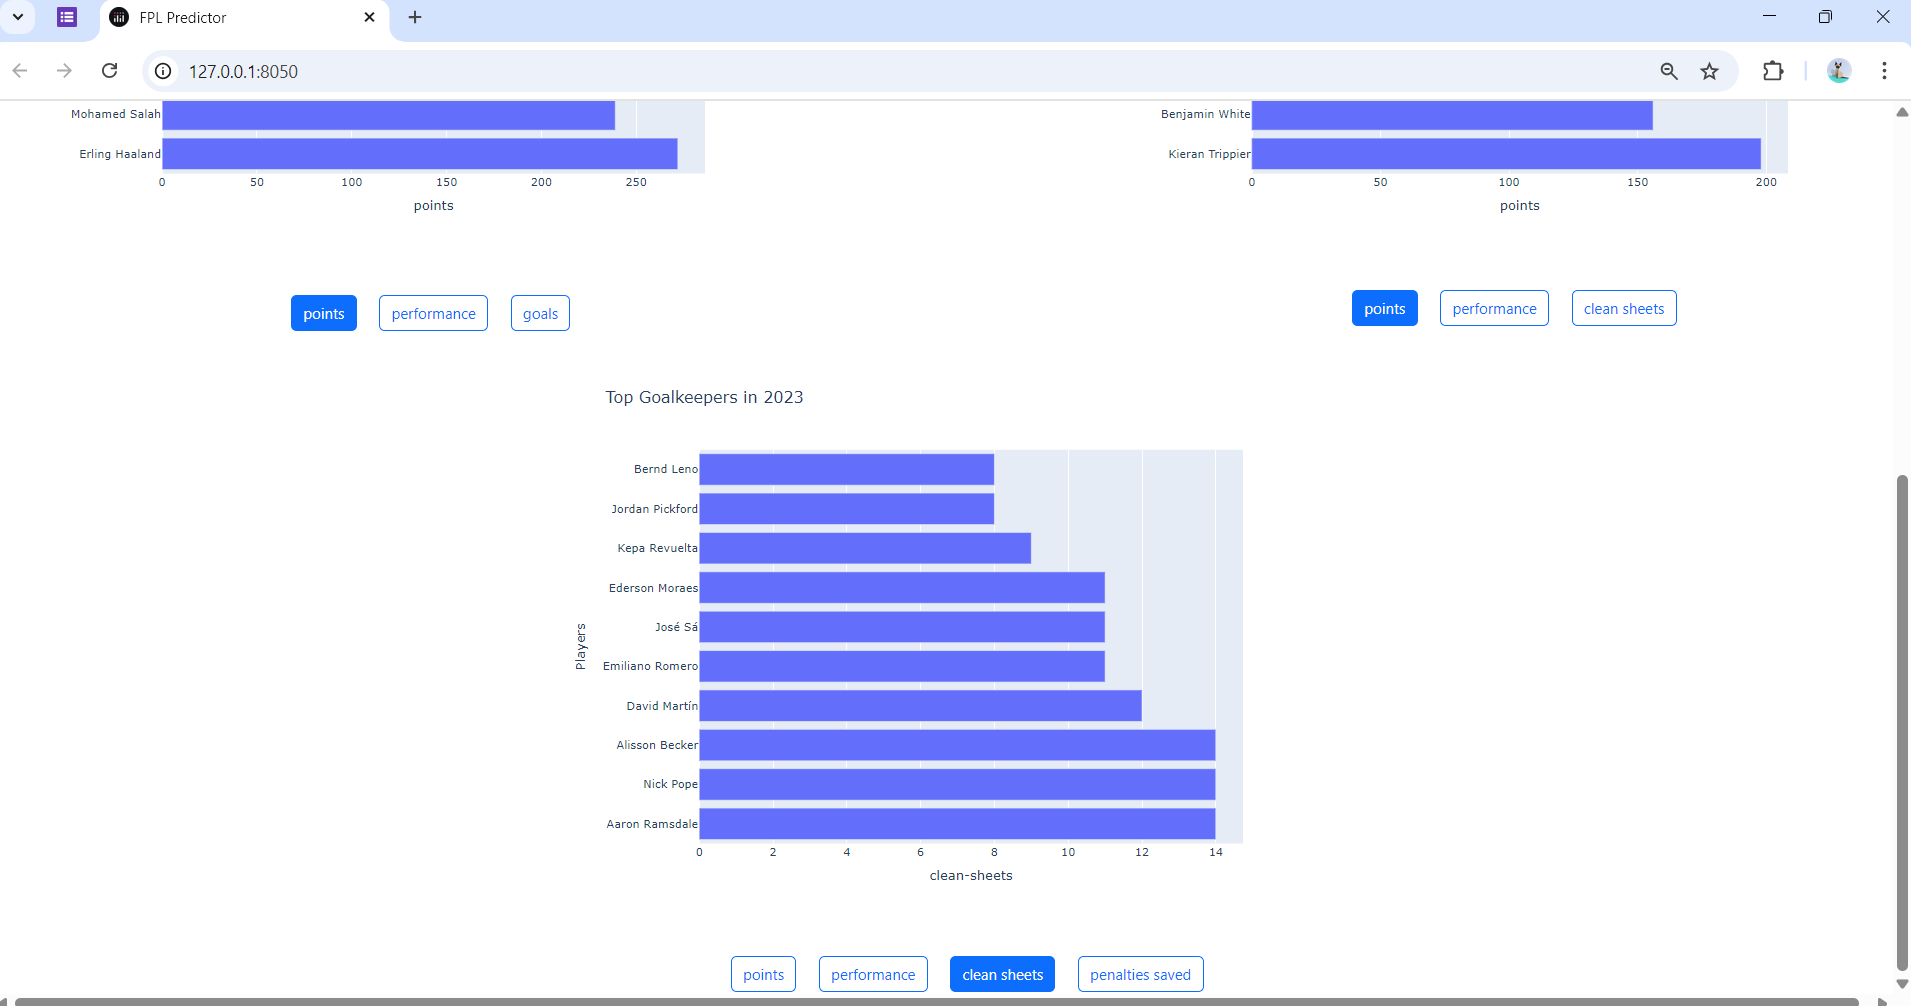 FPL Predictor
127.0.0.1:8050
Mohamed Salah
Erling Haaland
0 50 100 150 200 250
points
points performance goals
Benjamin White
Kieran Trippier
0 50 100 150 200
points
points performance clean sheets
Top Goalkeepers in 2023
Players
Bernd Leno
Jordan Pickford
Kepa Revuelta
Ederson Moraes
José Sá
Emiliano Romero
David Martín
Alisson Becker
Nick Pope
Aaron Ramsdale
0 2 4 6 8 10 12 14
clean-sheets
points performance clean sheets penalties saved